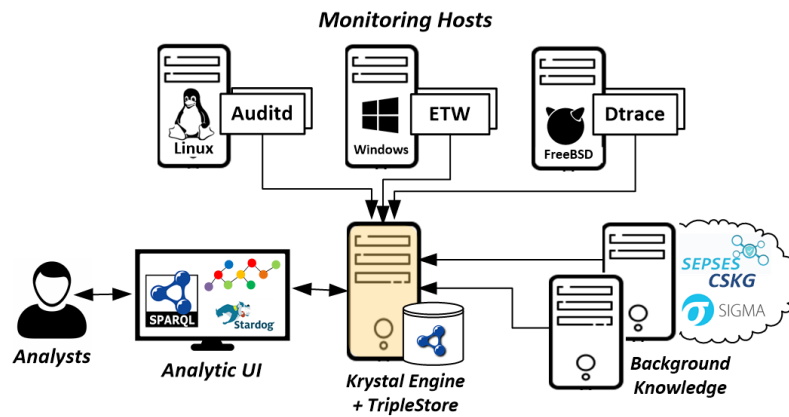 Monitoring Hosts
Auditd
Linux
ETW
Windows
Dtrace
FreeBSD
SEPSES
CSKG
σ SIGMA
SPARQL
Stardog
Analysts
Analytic UI
Krystal Engine
+ TripleStore
Background
Knowledge